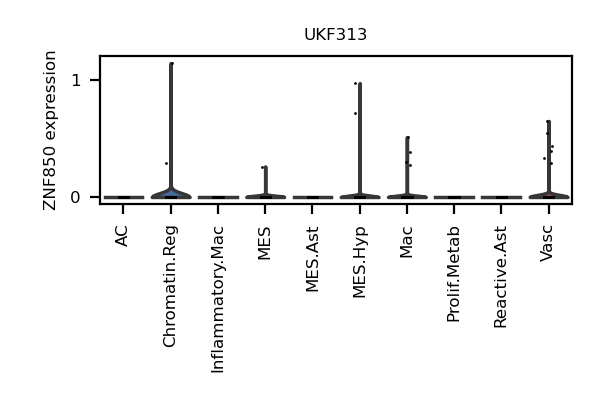 UKF313
ZNF850 expression
1
0
AC
Chromatin.Reg
Inflammatory.Mac
MES
MES.Ast
MES.Hyp
Mac
Prolif.Metab
Reactive.Ast
Vasc